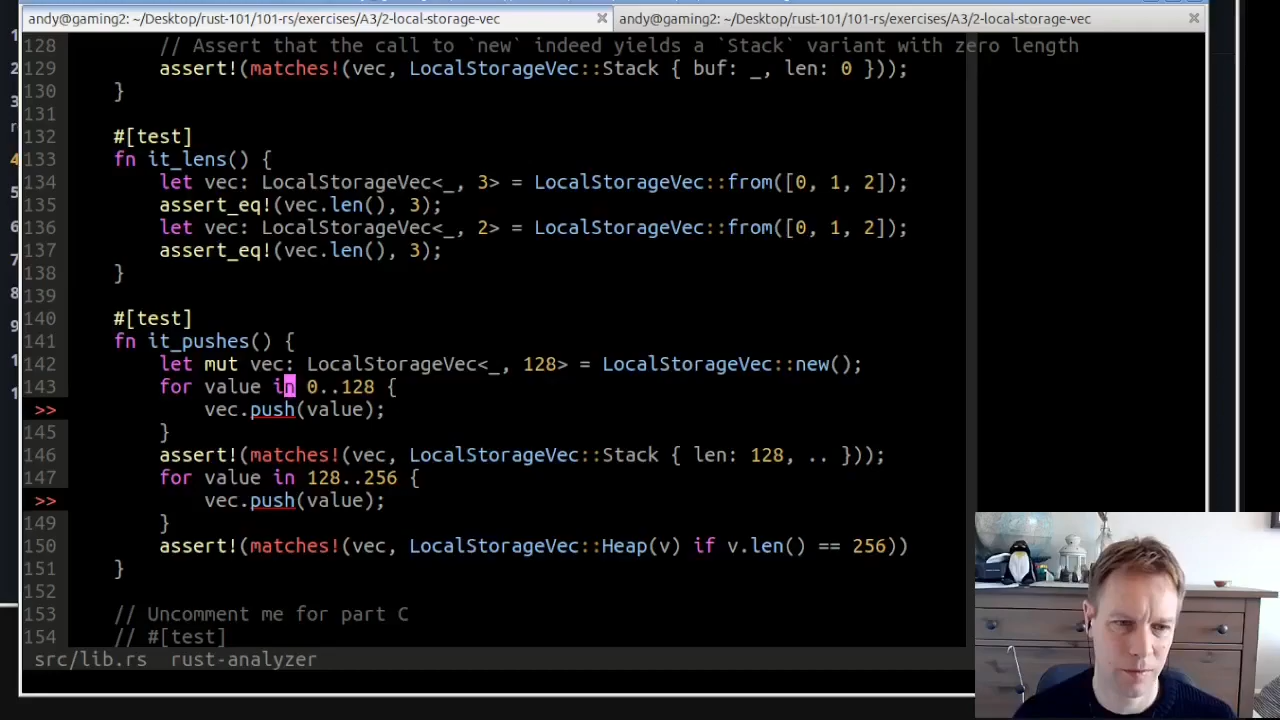 andy@gaming2: ~/Desktop/rust-101/101-rs/exercises/A3/2-local-storage-vec
andy@gaming2: ~/Desktop/rust-101/101-rs/exercises/A3/2-local-storage-vec
128 // Assert that the call to `new` indeed yields a `Stack` variant with zero length
129 assert!(matches!(vec, LocalStorageVec::Stack { buf: _, len: 0 }));
130 }
131
132 #[test]
133 fn it_lens() {
134 let vec: LocalStorageVec<_, 3> = LocalStorageVec::from([0, 1, 2]);
135 assert_eq!(vec.len(), 3);
136 let vec: LocalStorageVec<_, 2> = LocalStorageVec::from([0, 1, 2]);
137 assert_eq!(vec.len(), 3);
138 }
139
140 #[test]
141 fn it_pushes() {
142 let mut vec: LocalStorageVec<_, 128> = LocalStorageVec::new();
143 for value in 0..128 {
>> vec.push(value);
145 }
146 assert!(matches!(vec, LocalStorageVec::Stack { len: 128, .. }));
147 for value in 128..256 {
>> vec.push(value);
149 }
150 assert!(matches!(vec, LocalStorageVec::Heap(v) if v.len() == 256))
151 }
152
153 // Uncomment me for part C
154 // #[test]
src/lib.rs rust-analyzer